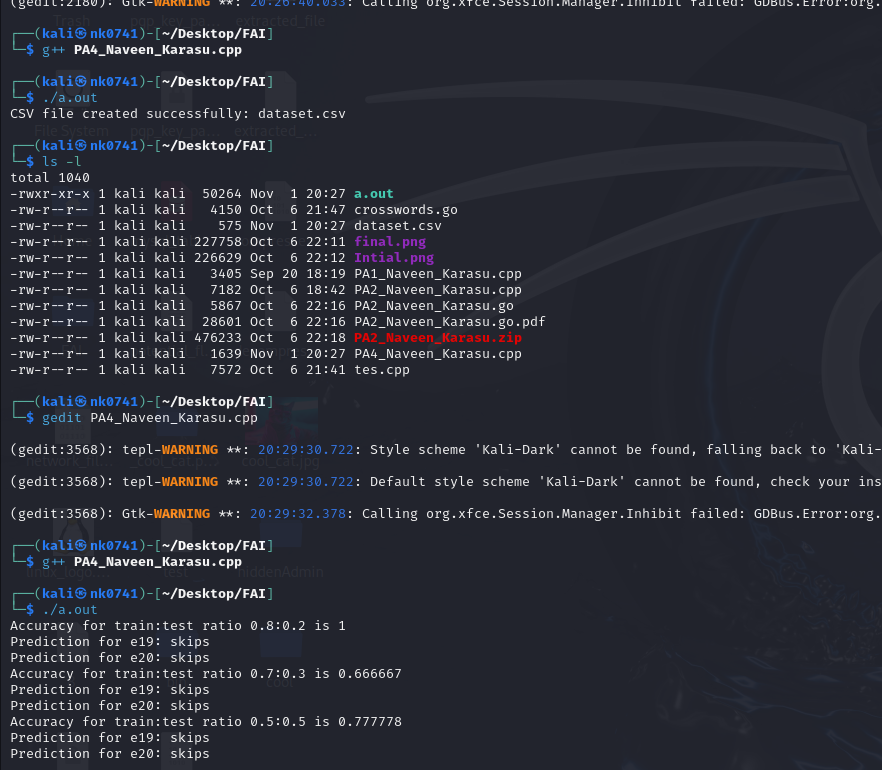 (gedit:2180): Gtk-WARNING **: 20:26:40.033: Calling org.xfce.Session.Manager.Inhibit failed: GDBus.Error:org.xf
┌──(kali㉿nk0741)-[~/Desktop/FAI]
└─$ g++ PA4_Naveen_Karasu.cpp
┌──(kali㉿nk0741)-[~/Desktop/FAI]
└─$ ./a.out
CSV file created successfully: dataset.csv
┌──(kali㉿nk0741)-[~/Desktop/FAI]
└─$ ls -l
total 1040
-rwxr-xr-x 1 kali kali  50264 Nov  1 20:27 a.out
-rw-r--r-- 1 kali kali   4150 Oct  6 21:47 crosswords.go
-rw-r--r-- 1 kali kali    575 Nov  1 20:27 dataset.csv
-rw-r--r-- 1 kali kali 227758 Oct  6 22:11 final.png
-rw-r--r-- 1 kali kali 226629 Oct  6 22:12 Intial.png
-rw-r--r-- 1 kali kali   3405 Sep 20 18:19 PA1_Naveen_Karasu.cpp
-rw-r--r-- 1 kali kali   7182 Oct  6 18:42 PA2_Naveen_Karasu.cpp
-rw-r--r-- 1 kali kali   5867 Oct  6 22:16 PA2_Naveen_Karasu.go
-rw-r--r-- 1 kali kali  28601 Oct  6 22:16 PA2_Naveen_Karasu.go.pdf
-rw-r--r-- 1 kali kali 476233 Oct  6 22:18 PA2_Naveen_Karasu.zip
-rw-r--r-- 1 kali kali   1639 Nov  1 20:27 PA4_Naveen_Karasu.cpp
-rw-r--r-- 1 kali kali   7572 Oct  6 21:41 tes.cpp
┌──(kali㉿nk0741)-[~/Desktop/FAI]
└─$ gedit PA4_Naveen_Karasu.cpp
(gedit:3568): tepl-WARNING **: 20:29:30.722: Style scheme 'Kali-Dark' cannot be found, falling back to 'Kali-
(gedit:3568): tepl-WARNING **: 20:29:30.722: Default style scheme 'Kali-Dark' cannot be found, check your ins
(gedit:3568): Gtk-WARNING **: 20:29:32.378: Calling org.xfce.Session.Manager.Inhibit failed: GDBus.Error:org.
┌──(kali㉿nk0741)-[~/Desktop/FAI]
└─$ g++ PA4_Naveen_Karasu.cpp
┌──(kali㉿nk0741)-[~/Desktop/FAI]
└─$ ./a.out
Accuracy for train:test ratio 0.8:0.2 is 1
Prediction for e19: skips
Prediction for e20: skips
Accuracy for train:test ratio 0.7:0.3 is 0.666667
Prediction for e19: skips
Prediction for e20: skips
Accuracy for train:test ratio 0.5:0.5 is 0.777778
Prediction for e19: skips
Prediction for e20: skips